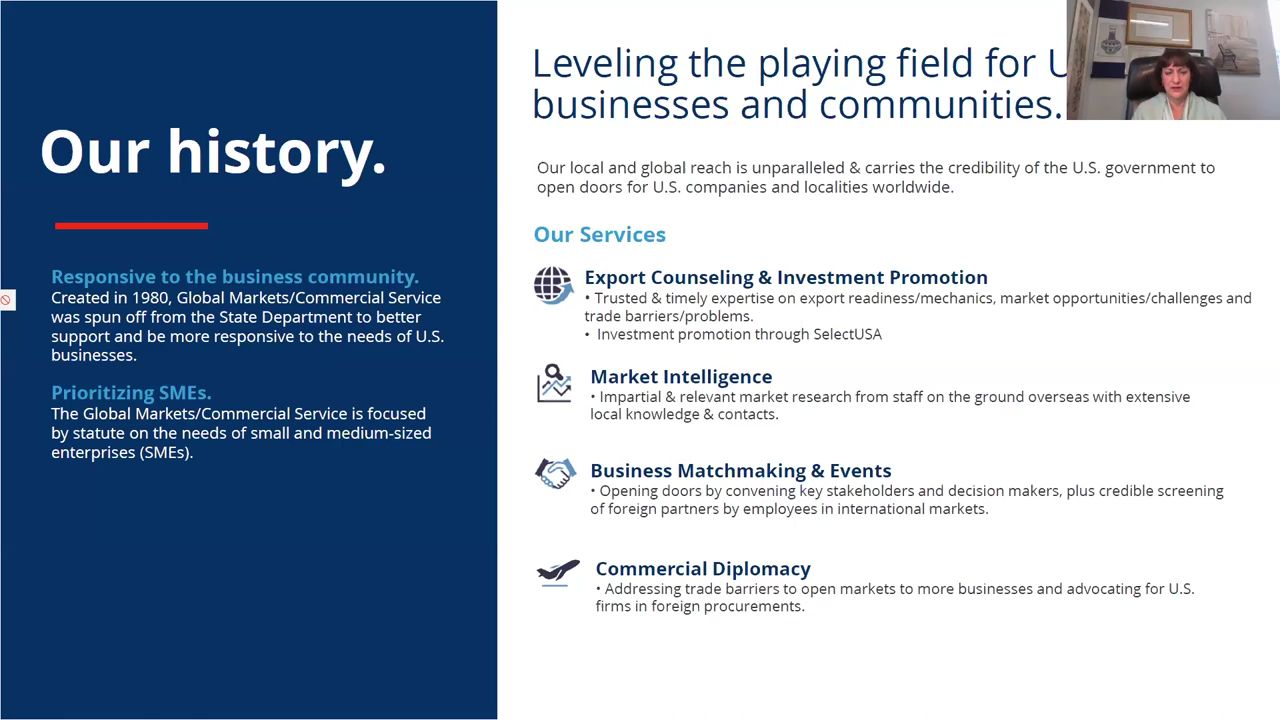 Our history.
Responsive to the business community.
Created in 1980, Global Markets/Commercial Service
was spun off from the State Department to better
support and be more responsive to the needs of U.S.
businesses.
Prioritizing SMEs.
The Global Markets/Commercial Service is focused
by statute on the needs of small and medium-sized
enterprises (SMEs).
Leveling the playing field for
businesses and communities.
Our local and global reach is unparalleled & carries the credibility of the U.S. government to
open doors for U.S. companies and localities worldwide.
Our Services
Export Counseling & Investment Promotion
• Trusted & timely expertise on export readiness/mechanics, market opportunities/challenges and
trade barriers/problems.
• Investment promotion through SelectUSA
Market Intelligence
• Impartial & relevant market research from staff on the ground overseas with extensive
local knowledge & contacts.
Business Matchmaking & Events
• Opening doors by convening key stakeholders and decision makers, plus credible screening
of foreign partners by employees in international markets.
Commercial Diplomacy
• Addressing trade barriers to open markets to more businesses and advocating for U.S.
firms in foreign procurements.